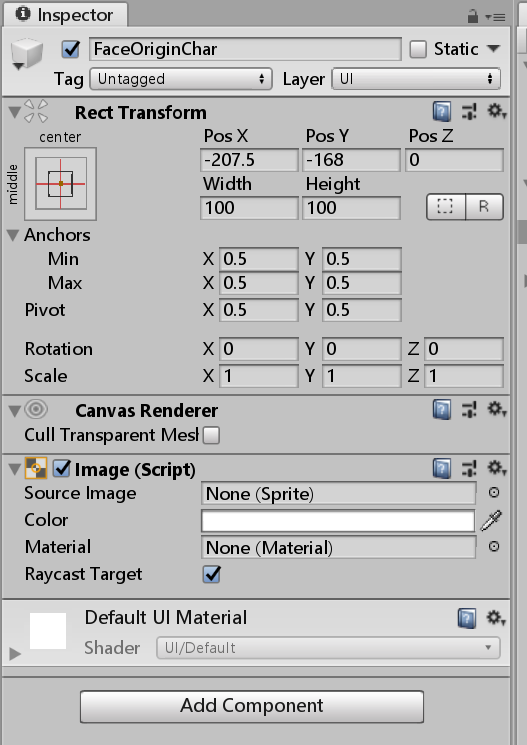 Inspector
FaceOriginChar Static
Tag Untagged Layer UI
Rect Transform
center
middle
Pos X Pos Y Pos Z
-207.5 -168 0
Width Height
100 100 R
Anchors
Min X 0.5 Y 0.5
Max X 0.5 Y 0.5
Pivot X 0.5 Y 0.5
Rotation X 0 Y 0 Z 0
Scale X 1 Y 1 Z 1
Canvas Renderer
Cull Transparent Mesh
Image (Script)
Source Image None (Sprite)
Color
Material None (Material)
Raycast Target
Default UI Material
Shader UI/Default
Add Component